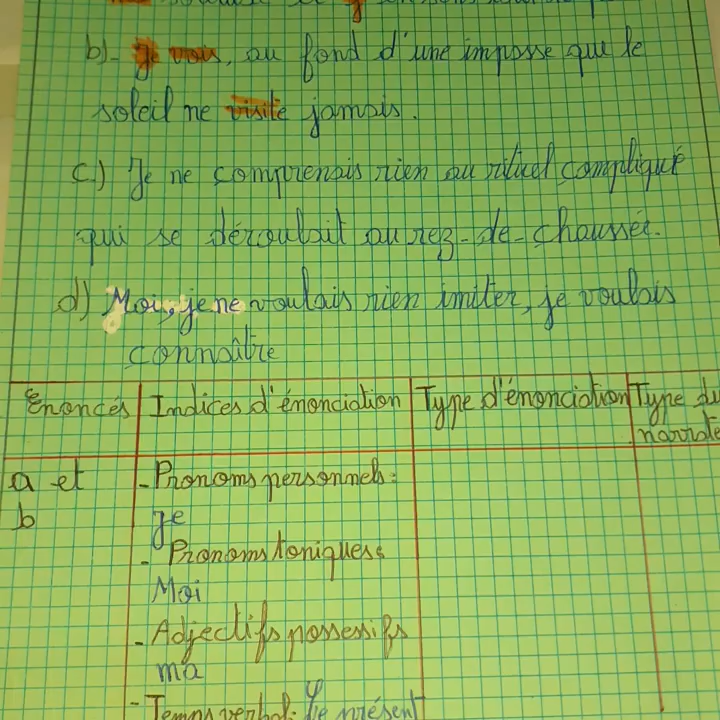 b)- Je vois, au fond d'une impasse que le
soleil ne visite jamais.
c.) Je ne comprenais rien au rituel compliqué
qui se déroulait au rez-de-chaussée.
d) Moi, je ne voulais rien imiter, je voulais
connaître
Enoncés Indices d'énonciation Type d'énonciation Type du
narrate
a et - Pronoms personnels:
b Je
- Pronoms toniques
Moi
- Adjectifs possessifs
ma
- Temps verbal: Le présent